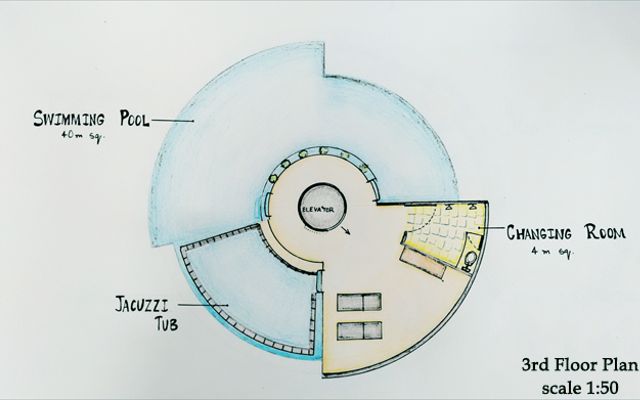 SWIMMING POOL
40m sq.
ELEVATOR
CHANGING ROOM
4 m sq.
JACUZZI
TUB
3rd Floor Plan
scale 1:50